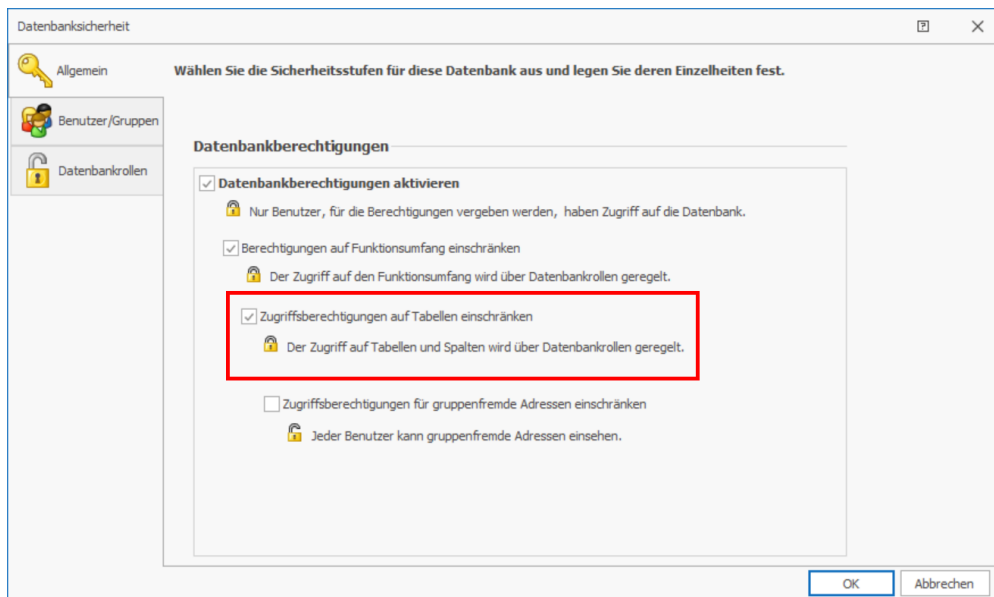 Datenbanksicherheit
Allgemein
Wählen Sie die Sicherheitsstufen für diese Datenbank aus und legen Sie deren Einzelheiten fest.
Benutzer/Gruppen
Datenbankrollen
Datenbankberechtigungen
Datenbankberechtigungen aktivieren
Nur Benutzer, für die Berechtigungen vergeben werden, haben Zugriff auf die Datenbank.
Berechtigungen auf Funktionsumfang einschränken
Der Zugriff auf den Funktionsumfang wird über Datenbankrollen geregelt.
Zugriffsberechtigungen auf Tabellen einschränken
Der Zugriff auf Tabellen und Spalten wird über Datenbankrollen geregelt.
Zugriffsberechtigungen für gruppenfremde Adressen einschränken
Jeder Benutzer kann gruppenfremde Adressen einsehen.
OK
Abbrechen